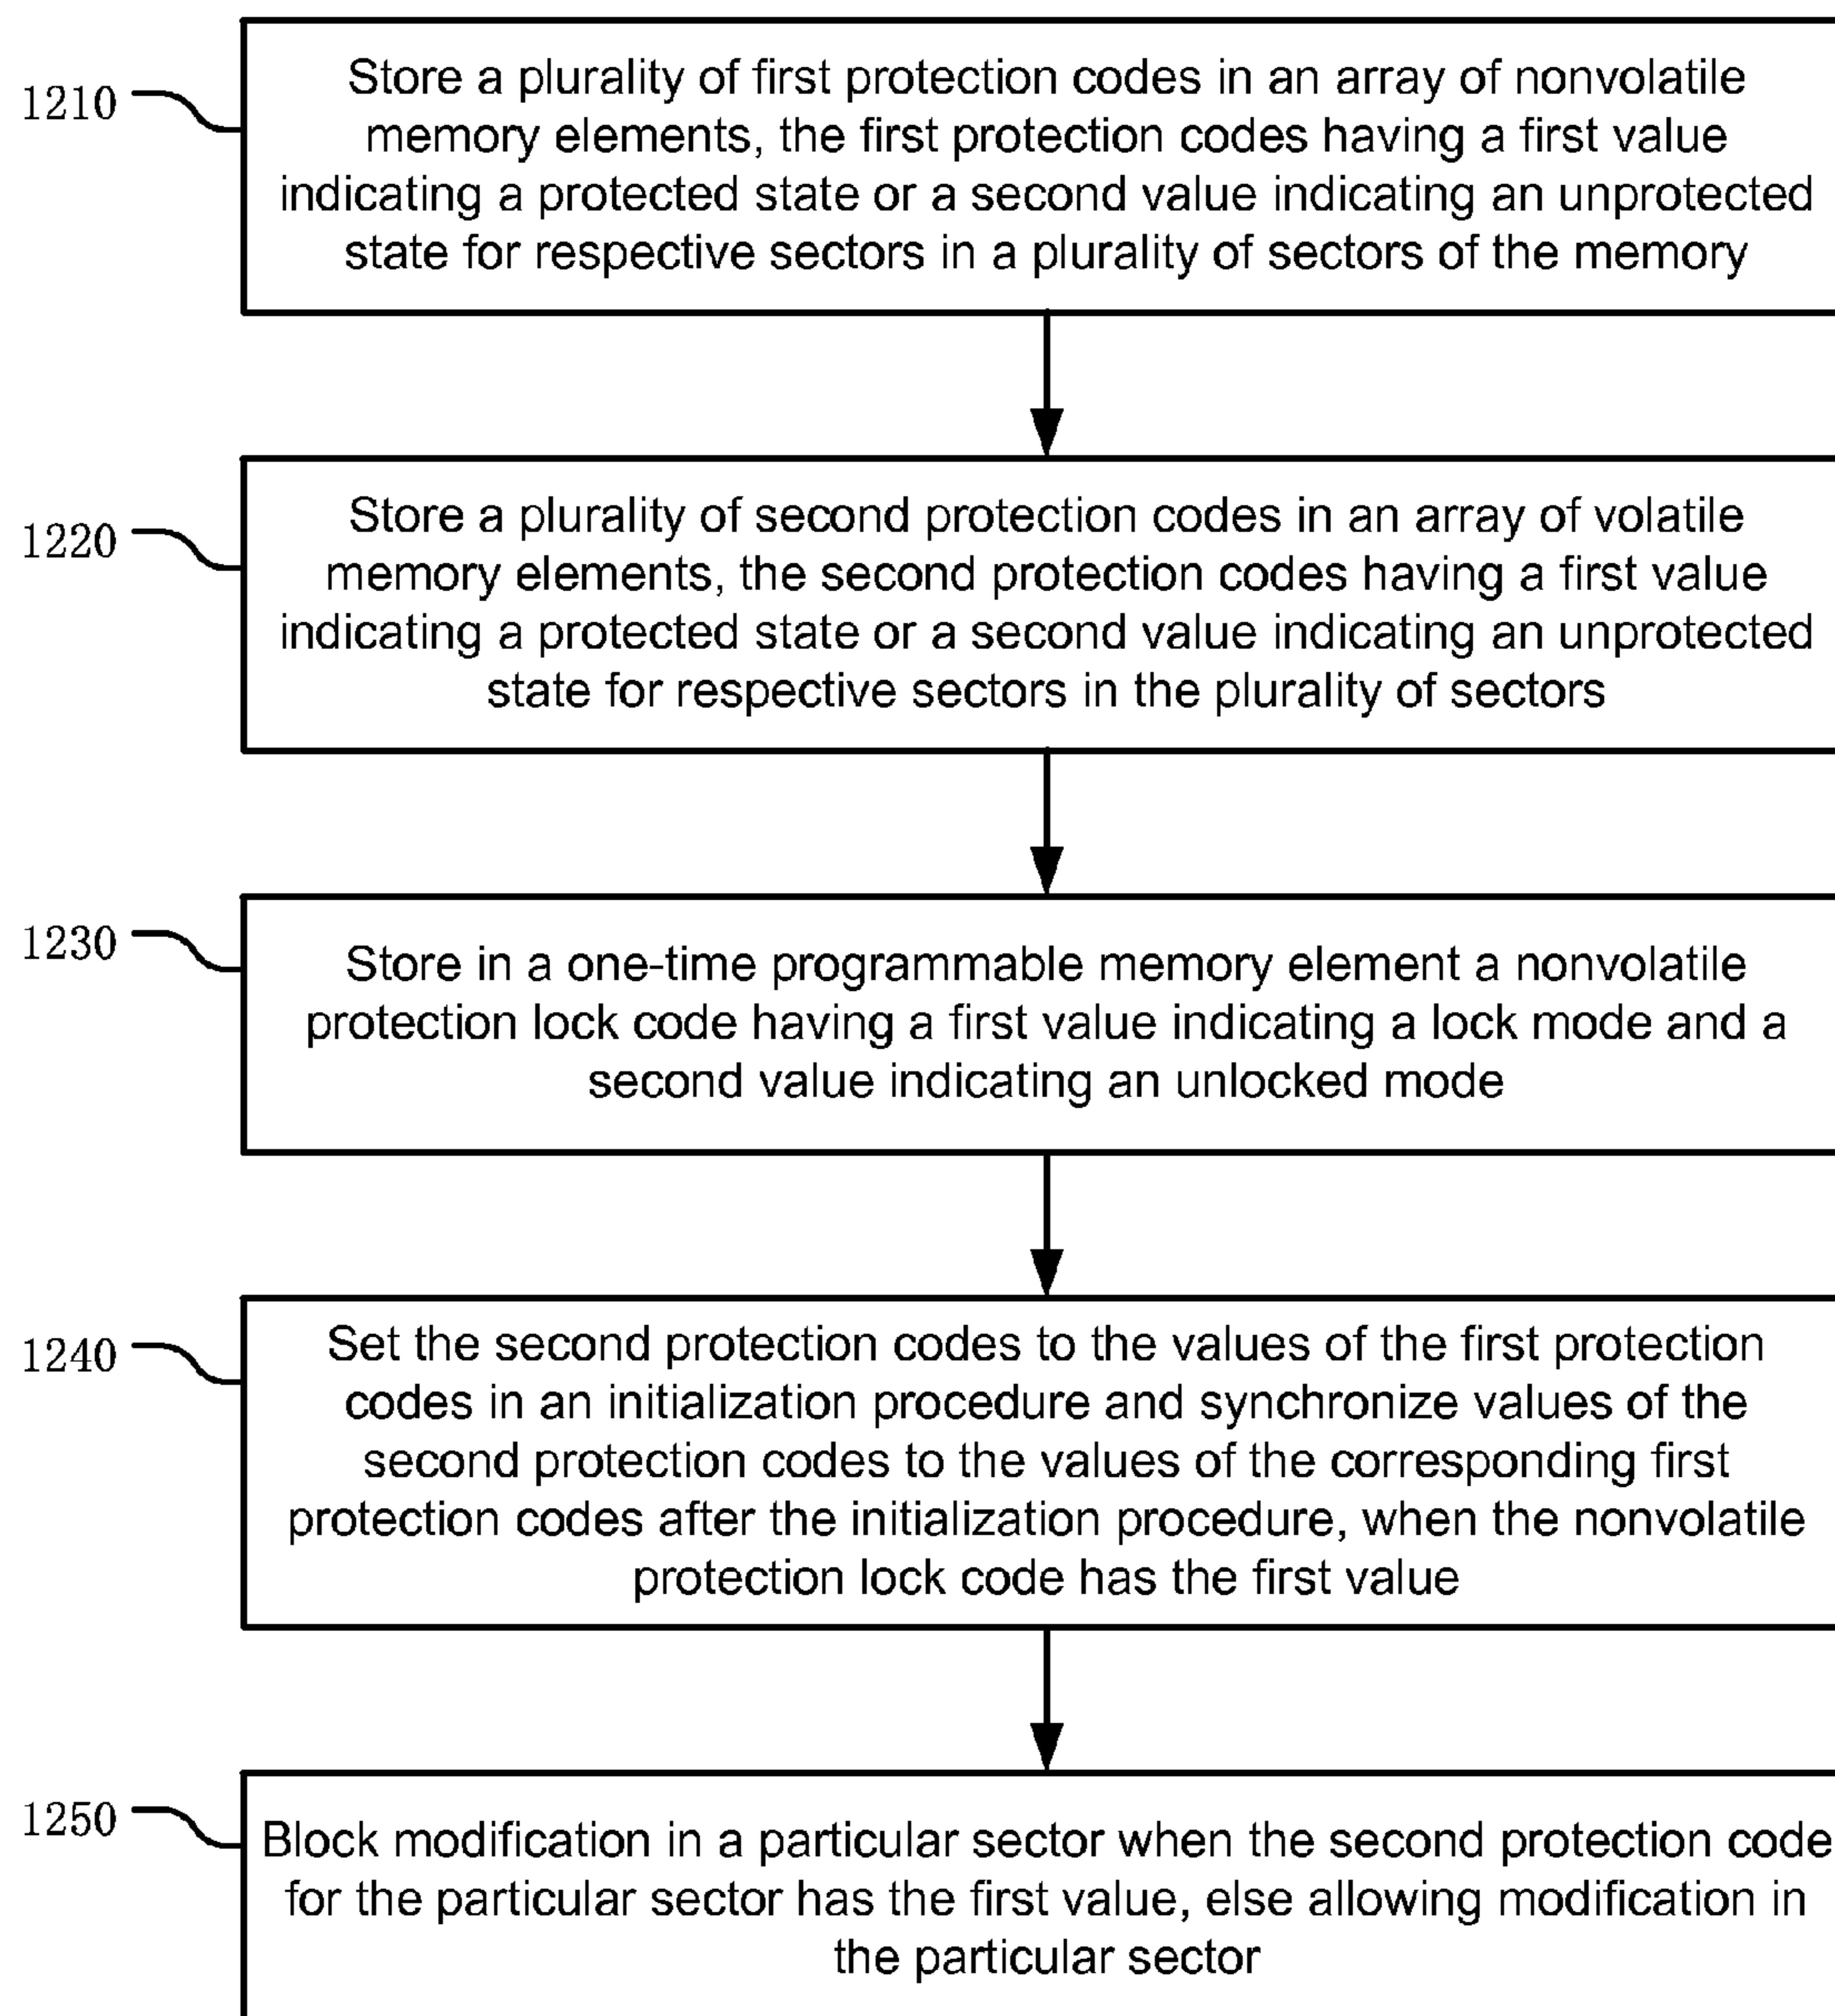 1210
Store a plurality of first protection codes in an array of nonvolatile
memory elements, the first protection codes having a first value
indicating a protected state or a second value indicating an unprotected
state for respective sectors in a plurality of sectors of the memory
1220
Store a plurality of second protection codes in an array of volatile
memory elements, the second protection codes having a first value
indicating a protected state or a second value indicating an unprotected
state for respective sectors in the plurality of sectors
1230
Store in a one-time programmable memory element a nonvolatile
protection lock code having a first value indicating a lock mode and a
second value indicating an unlocked mode
1240
Set the second protection codes to the values of the first protection
codes in an initialization procedure and synchronize values of the
second protection codes to the values of the corresponding first
protection codes after the initialization procedure, when the nonvolatile
protection lock code has the first value
1250
Block modification in a particular sector when the second protection code
for the particular sector has the first value, else allowing modification in
the particular sector